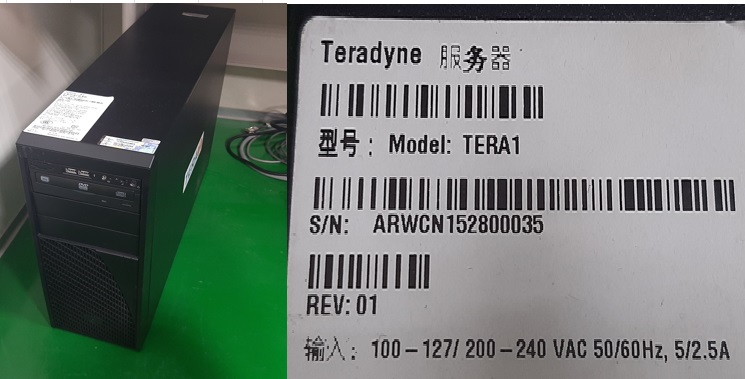 Teradyne 服务器
型号： Model: TERA1
S/N: ARWCN152800035
REV: 01
输入： 100 – 127/ 200 – 240 VAC 50/60Hz, 5/2.5A